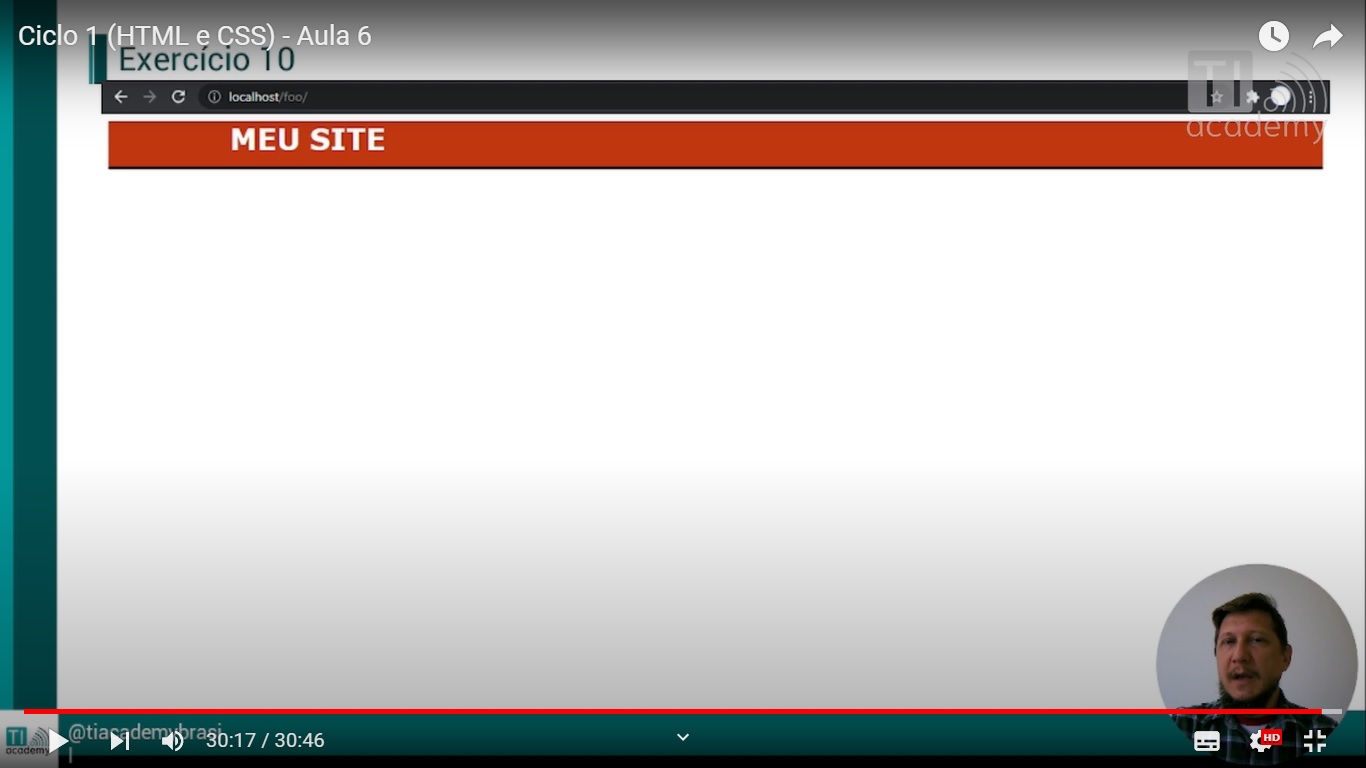 Ciclo 1 (HTML e CSS) - Aula 6
Exercício 10
localhost/foo/
TI
academy
MEU SITE
@tiacademybrasi
l
TI
academy
30:17 / 30:46
HD